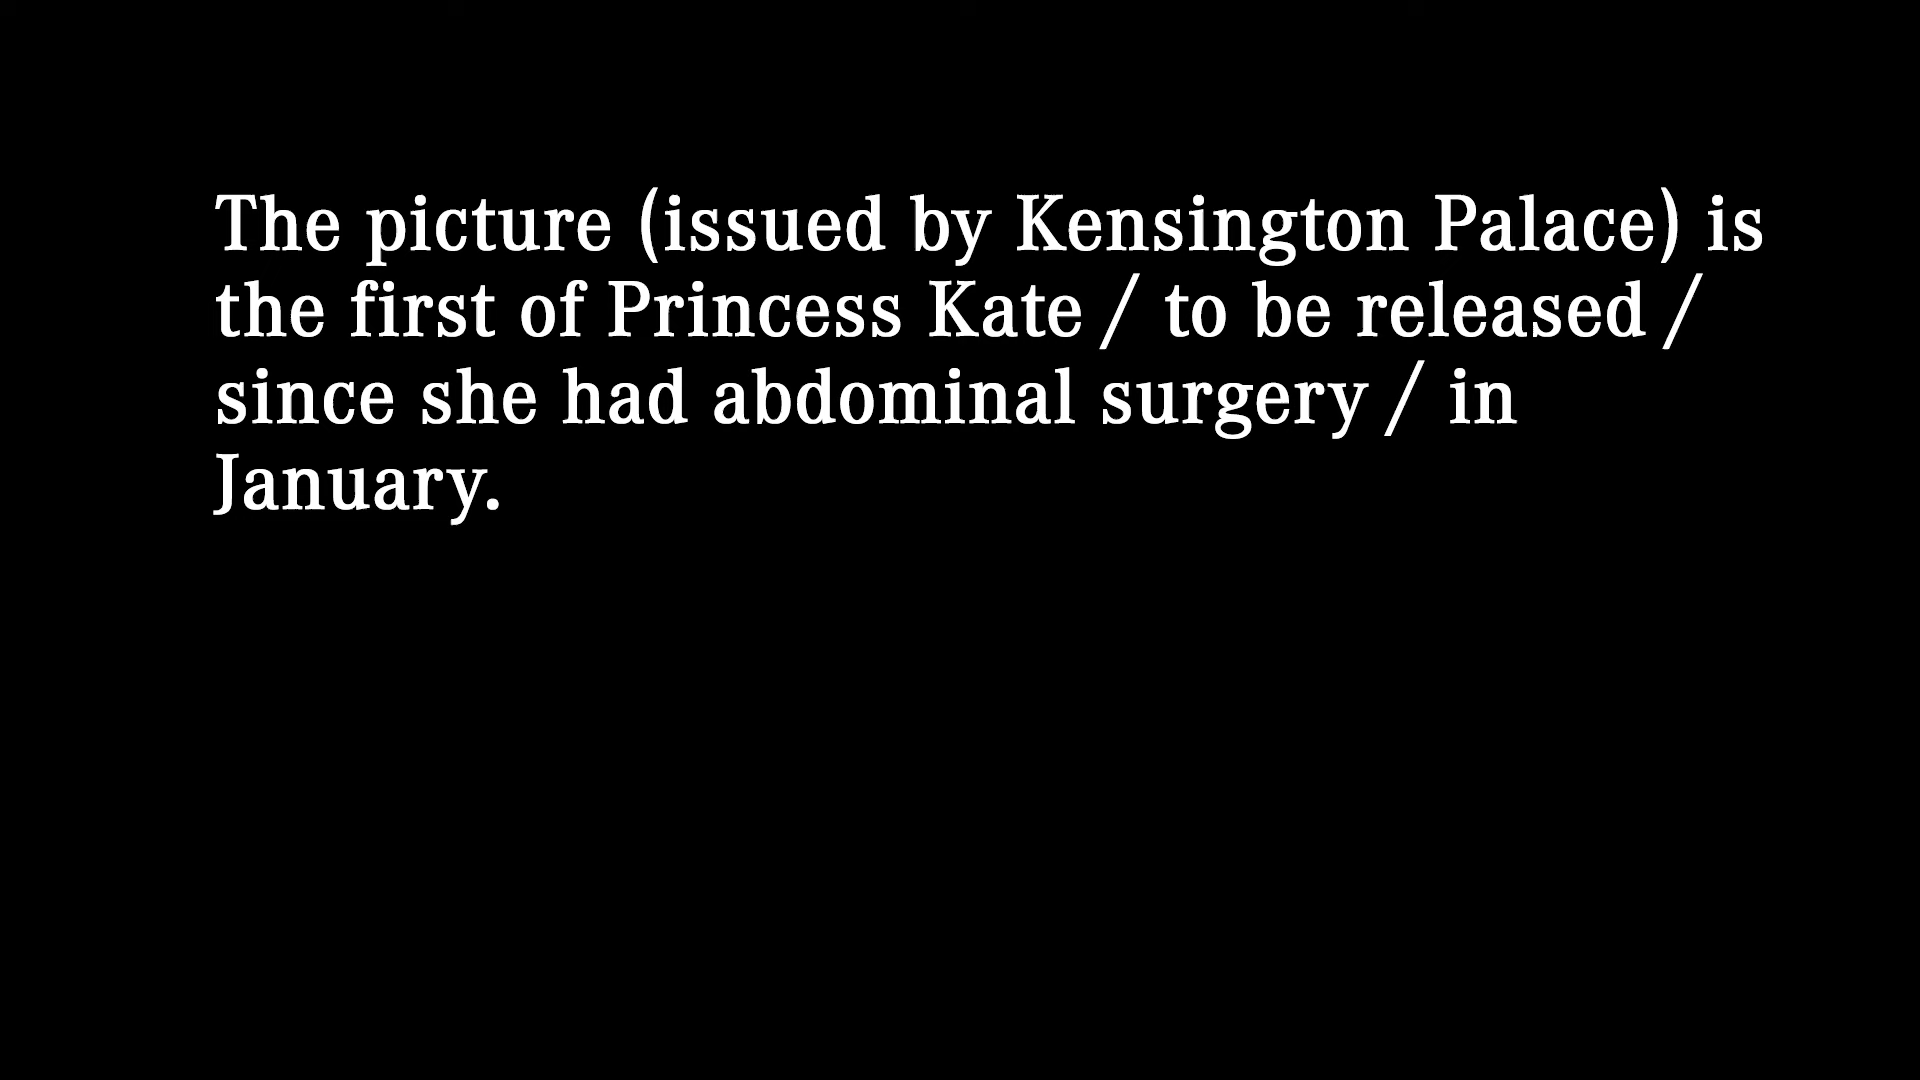 The picture (issued by Kensington Palace) is
the first of Princess Kate / to be released /
since she had abdominal surgery / in
January.